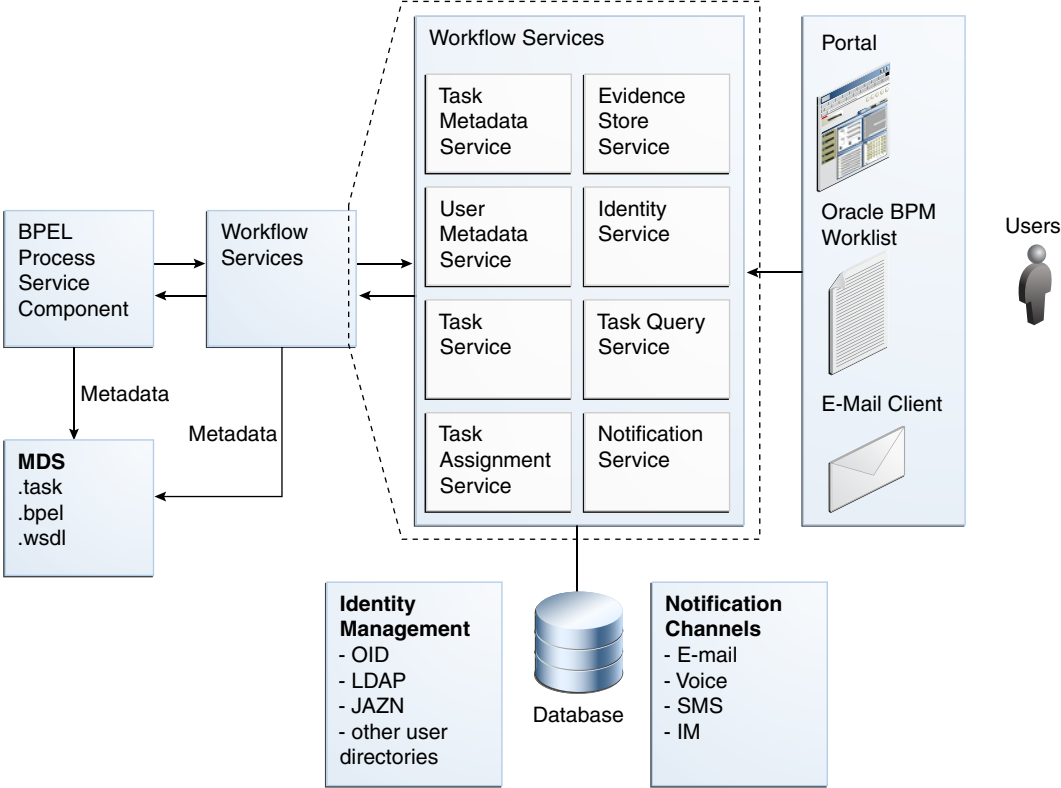 Workflow Services
Task
Metadata
Service
Evidence
Store
Service
User
Metadata
Service
Identity
Service
Task
Service
Task Query
Service
Task
Assignment
Service
Notification
Service
Portal
Oracle BPM
Worklist
E-Mail Client
Users
BPEL
Process
Service
Component
Workflow
Services
Metadata
Metadata
MDS
.task
.bpel
.wsdl
Identity
Management
- OID
- LDAP
- JAZN
- other user
directories
Database
Notification
Channels
- E-mail
- Voice
- SMS
- IM